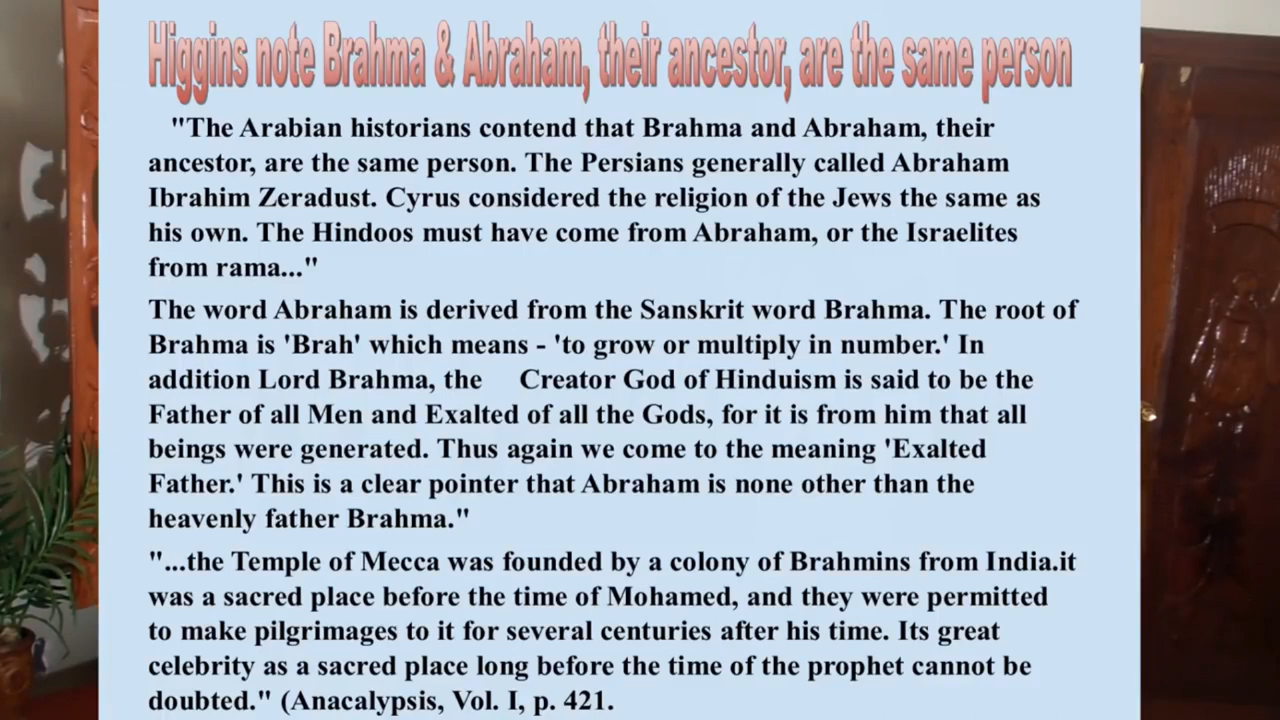 Higgins note Brahma & Abraham, their ancestor, are the same person
"The Arabian historians contend that Brahma and Abraham, their
ancestor, are the same person. The Persians generally called Abraham
Ibrahim Zeradust. Cyrus considered the religion of the Jews the same as
his own. The Hindoos must have come from Abraham, or the Israelites
from rama..."
The word Abraham is derived from the Sanskrit word Brahma. The root of
Brahma is 'Brah' which means - 'to grow or multiply in number.' In
addition Lord Brahma, the Creator God of Hinduism is said to be the
Father of all Men and Exalted of all the Gods, for it is from him that all
beings were generated. Thus again we come to the meaning 'Exalted
Father.' This is a clear pointer that Abraham is none other than the
heavenly father Brahma."
"...the Temple of Mecca was founded by a colony of Brahmins from India.it
was a sacred place before the time of Mohamed, and they were permitted
to make pilgrimages to it for several centuries after his time. Its great
celebrity as a sacred place long before the time of the prophet cannot be
doubted." (Anacalypsis, Vol. I, p. 421.